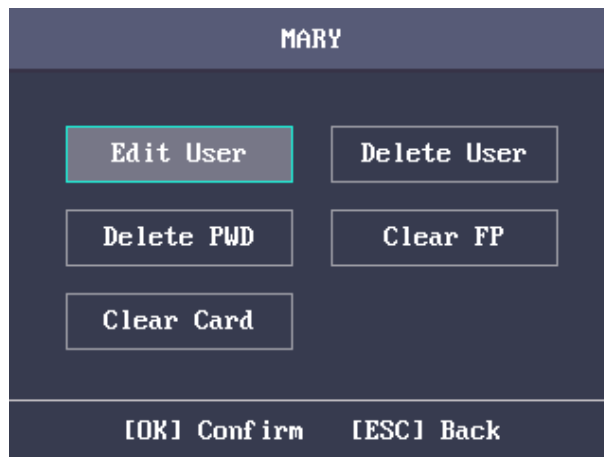 MARY
Edit User
Delete User
Delete PWD
Clear FP
Clear Card
[OK] Confirm [ESC] Back